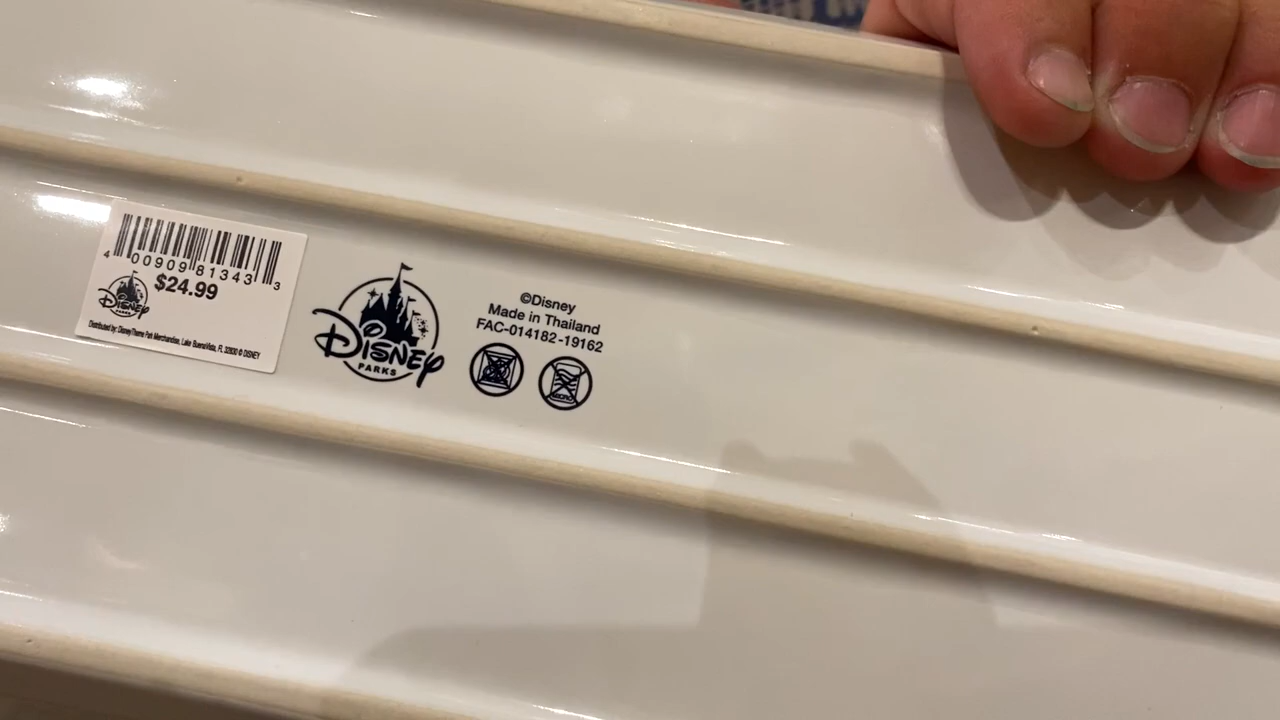 4 00909 81343 3
$24.99
Disney
PARKS
Distributed by: Disney Theme Park Merchandise, Lake Buena Vista, FL 32830 © DISNEY
Disney
PARKS
©Disney
Made in Thailand
FAC-014182-19162
MICRO